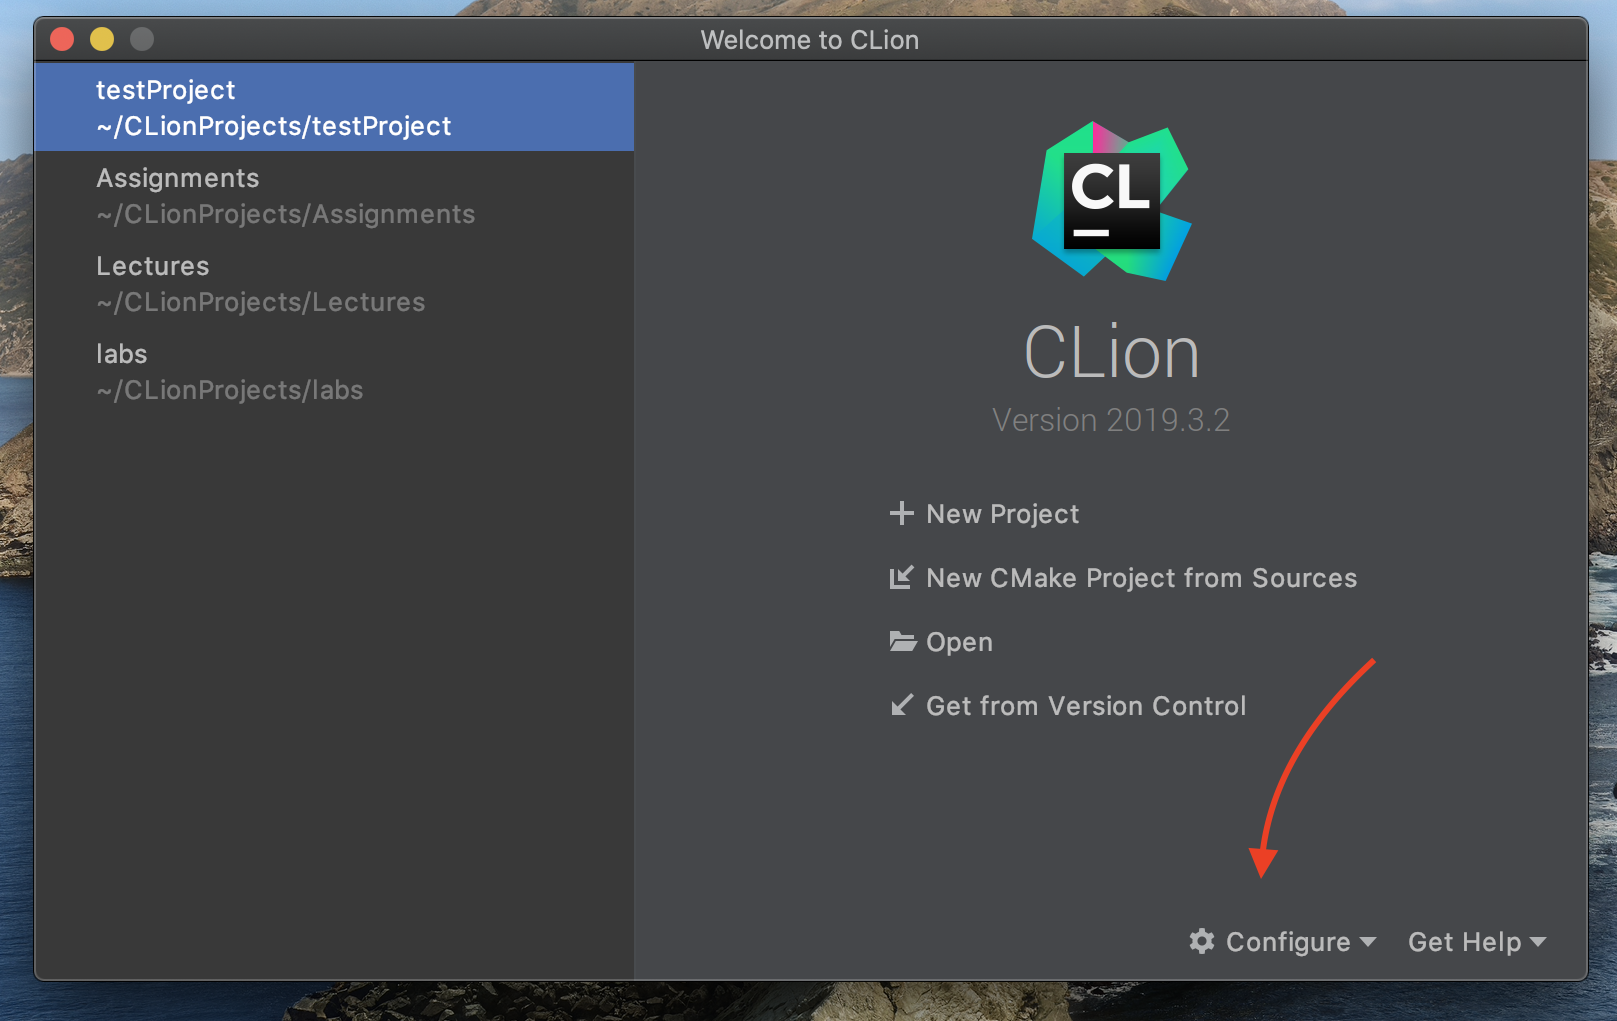 Welcome to CLion
testProject
~/CLionProjects/testProject
Assignments
~/CLionProjects/Assignments
Lectures
~/CLionProjects/Lectures
labs
~/CLionProjects/labs
CL
CLion
Version 2019.3.2
New Project
New CMake Project from Sources
Open
Get from Version Control
Configure
Get Help